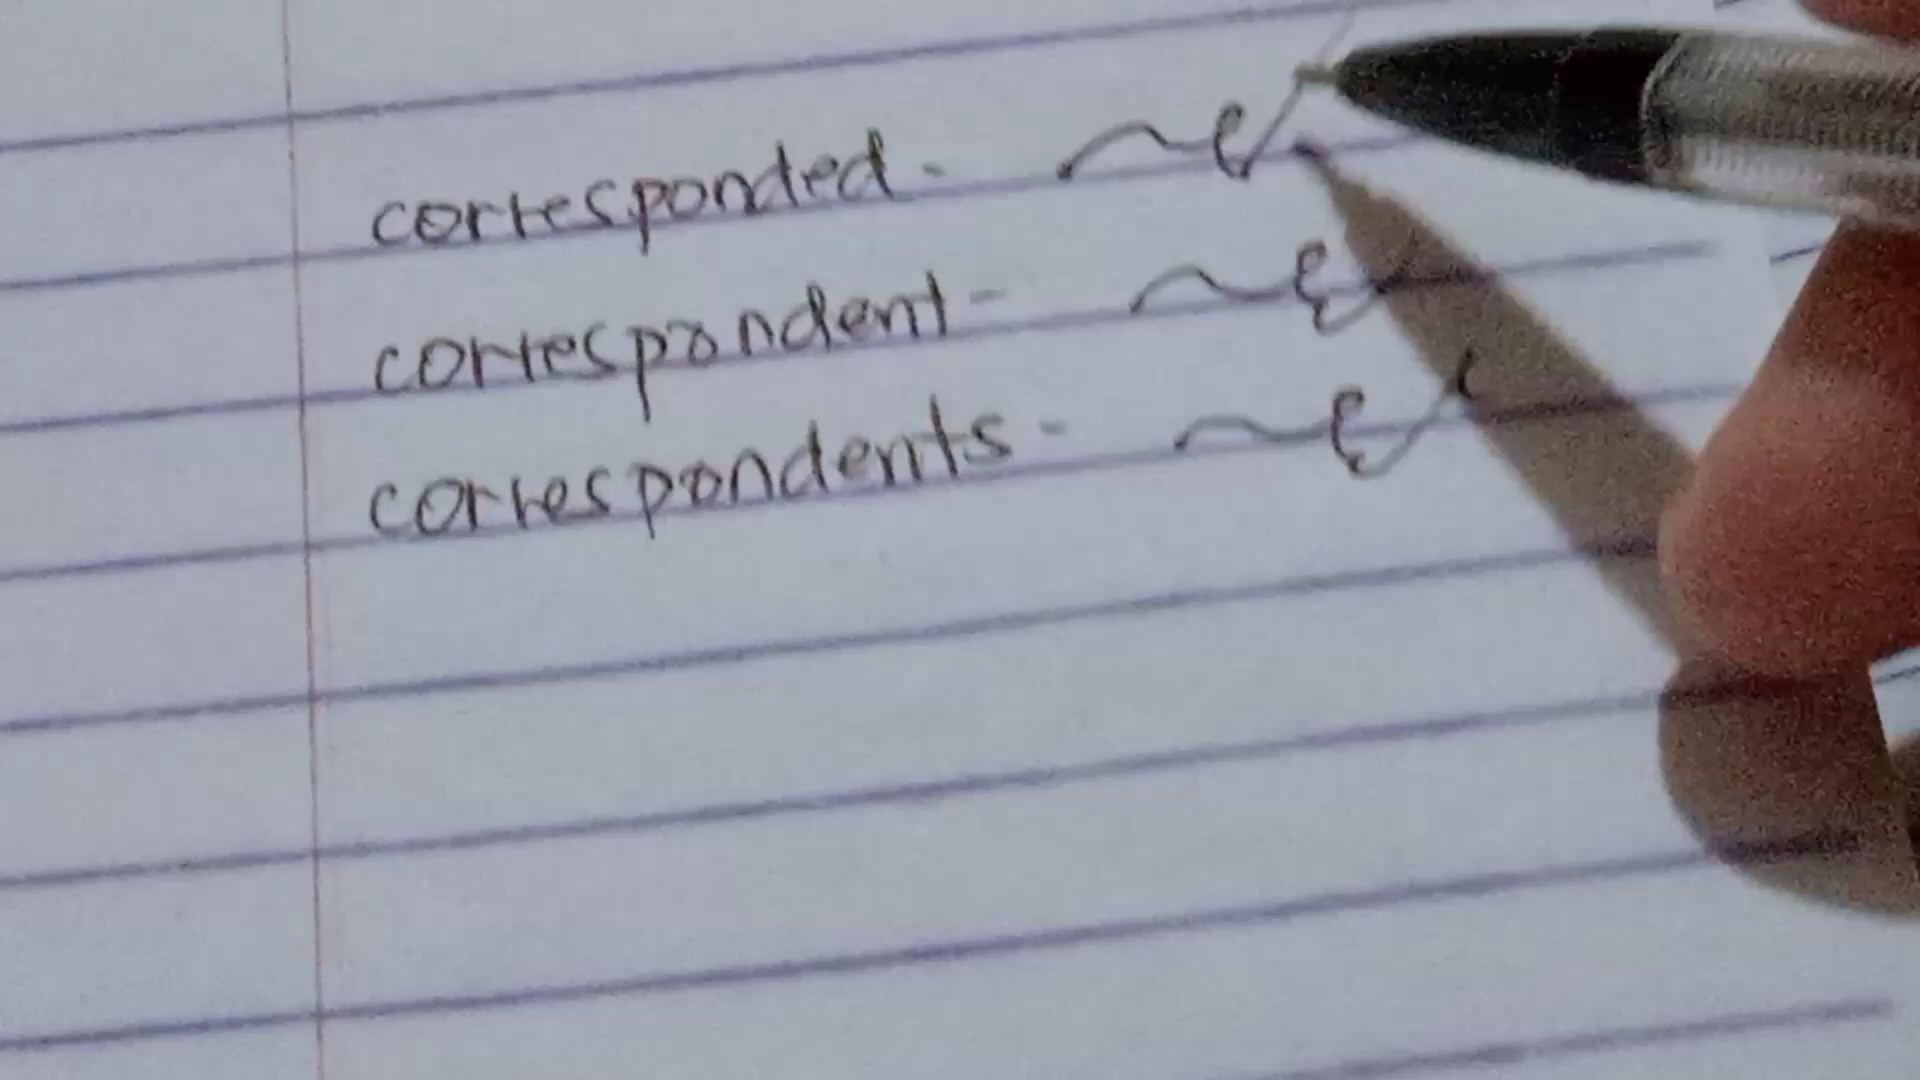 corresponded -
correspondent -
correspondents -